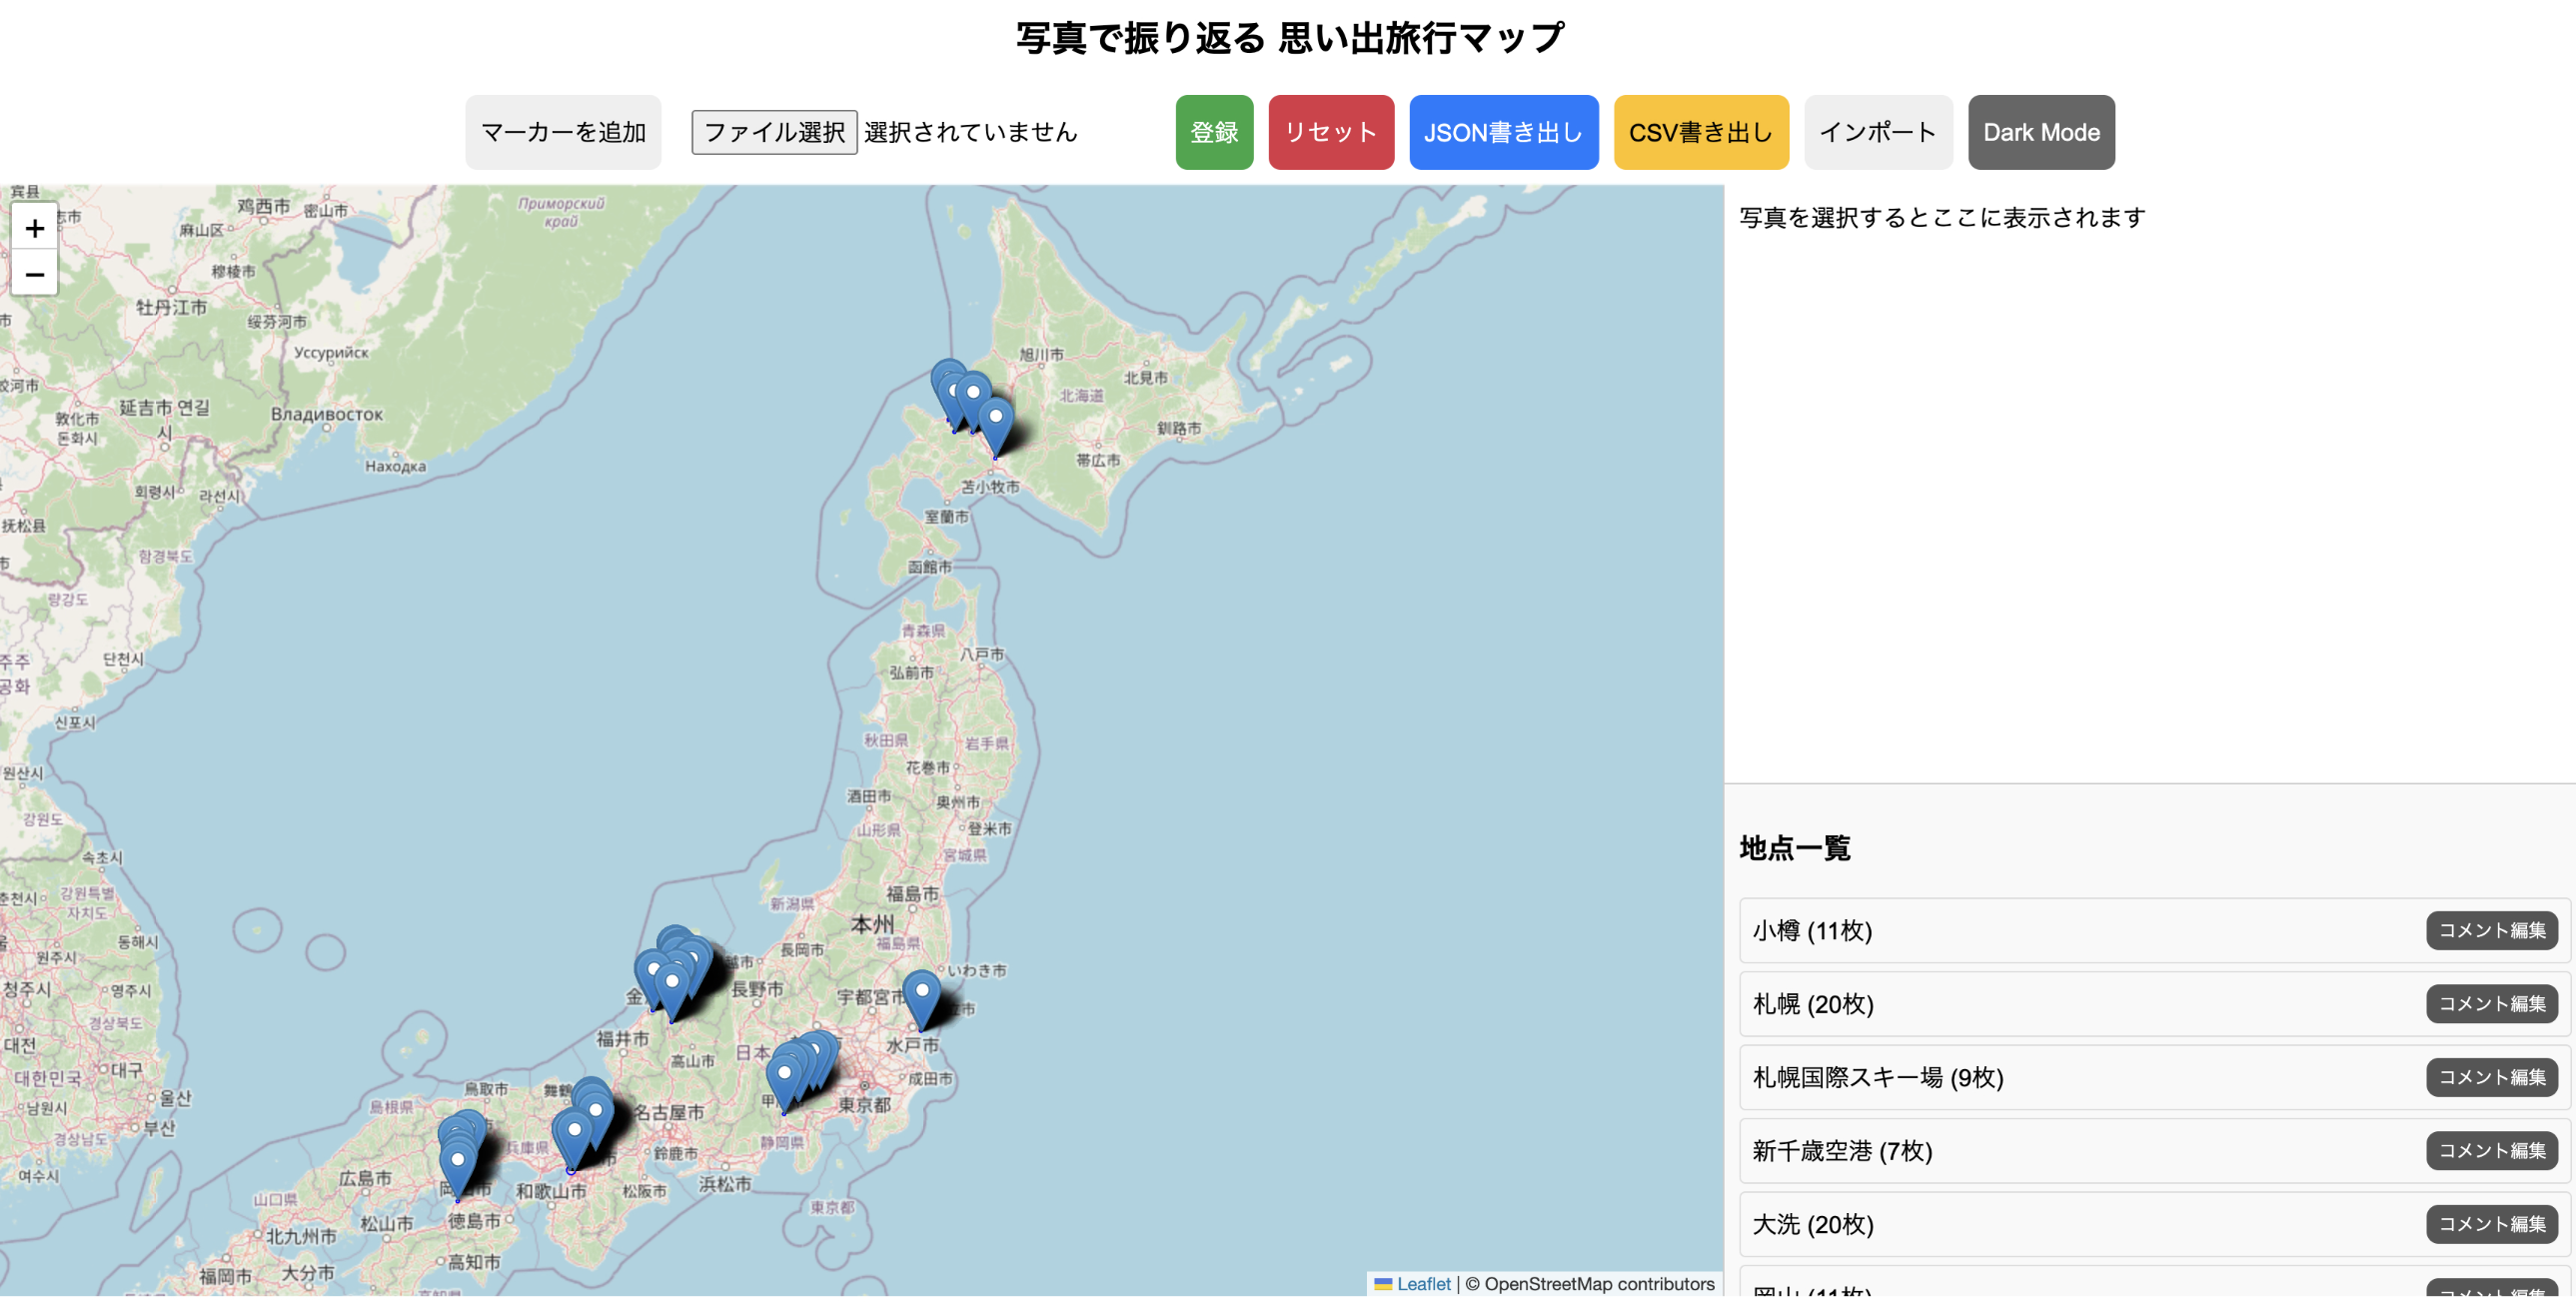 写真で振り返る 思い出旅行マップ
マーカーを追加
ファイル選択 選択されていません
登録
リセット
JSON書き出し
CSV書き出し
インポート
Dark Mode
+
−
写真を選択するとここに表示されます
地点一覧
小樽 (11枚)
コメント編集
札幌 (20枚)
コメント編集
札幌国際スキー場 (9枚)
コメント編集
新千歳空港 (7枚)
コメント編集
大洗 (20枚)
コメント編集
岡山 (11枚)
コメント編集
宾县
鸡西市
密山市
麻山区
穆棱市
牡丹江市
绥芬河市
Приморский
край
Уссурийск
敦化市
돈화시
延吉市 연길
시
Владивосток
Находка
회령시
라선시
抚松县
함경북도
량강도
단천시
신포시
원산시
강원도
속초시
강원특별
자치도
동해시
원주시
청주시
영주시
경상북도
대전
대구
대한민국
남원시
울산
부산
경상남도
여수시
旭川市
北見市
北海道
釧路市
帯広市
苫小牧市
室蘭市
函館市
青森県
八戸市
弘前市
秋田県
岩手県
花巻市
酒田市
奥州市
山形県
登米市
宮城県
福島市
新潟県
本州
福島県
長岡市
いわき市
長野市
宇都宮市
福井市
水戸市
高山市
日本
成田市
鳥取市
東京都
名古屋市
島根県
兵庫県
静岡県
鈴鹿市
広島市
浜松市
和歌山市
松阪市
山口県
東京都
徳島市
松山市
北九州市
高知市
福岡市
大分市
Leaflet | © OpenStreetMap contributors